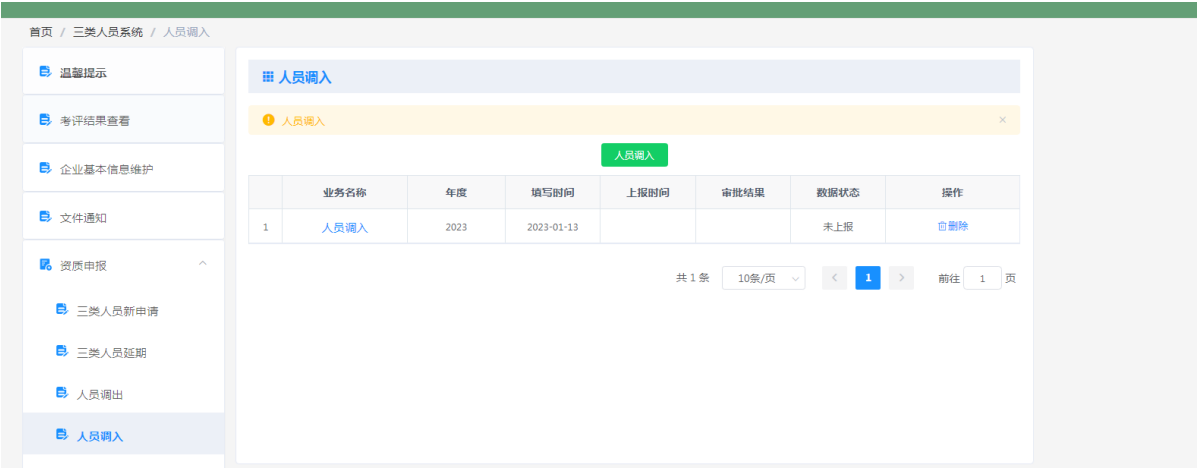 首页 / 三类人员系统 / 人员调入
温馨提示
考评结果查看
企业基本信息维护
文件通知
资质申报
三类人员新申请
三类人员延期
人员调出
人员调入
人员调入
人员调入
人员调入
业务名称 年度 填写时间 上报时间 审批结果 数据状态 操作
1 人员调入 2023 2023-01-13 未上报 删除
共 1 条 10条/页 < 1 > 前往 1 页